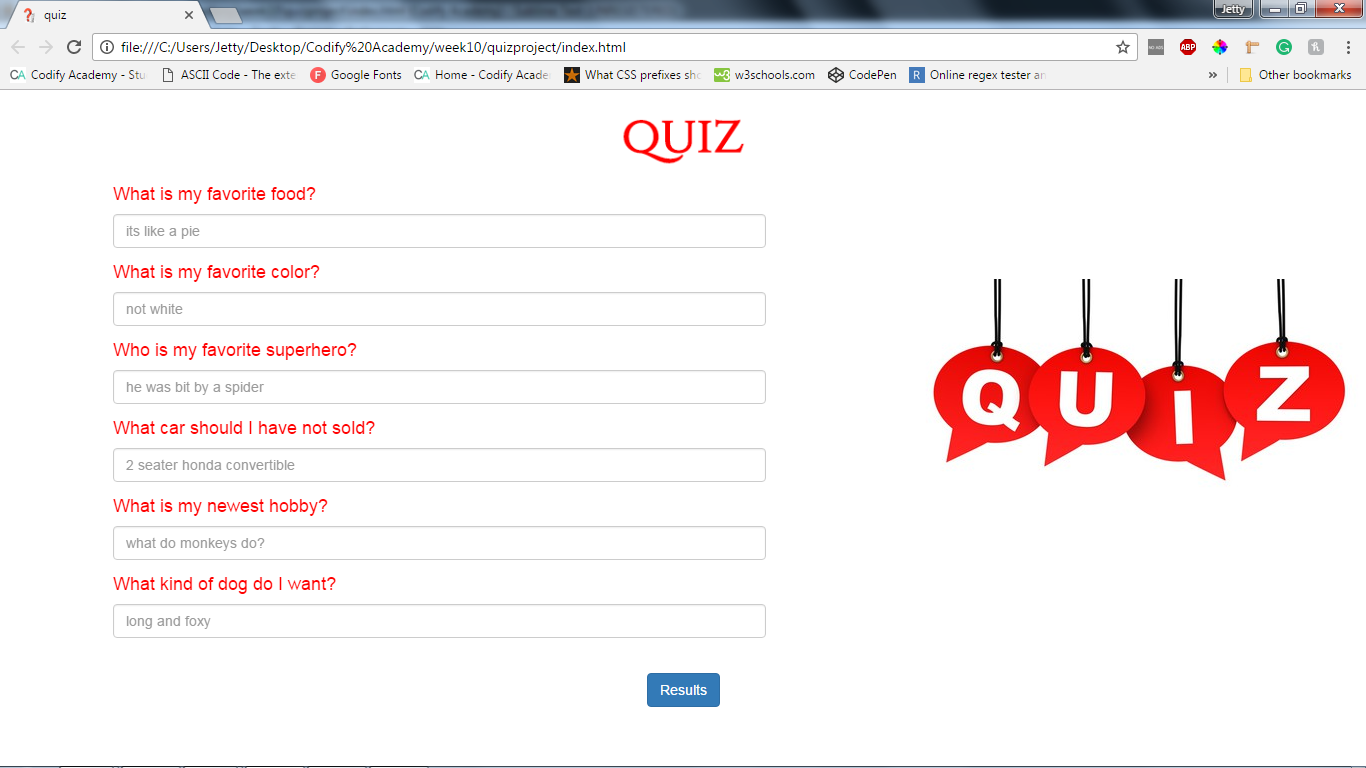 quiz
Jetty
file:///C:/Users/Jetty/Desktop/Codify%20Academy/week10/quizproject/index.html
NO ADS
ABP
CA Codify Academy - Stu
ASCII Code - The exte
F Google Fonts
CA Home - Codify Acade
What CSS prefixes sho
w3schools.com
CodePen
R Online regex tester an
» Other bookmarks
QUIZ
What is my favorite food?
its like a pie
What is my favorite color?
not white
Who is my favorite superhero?
he was bit by a spider
What car should I have not sold?
2 seater honda convertible
What is my newest hobby?
what do monkeys do?
What kind of dog do I want?
long and foxy
QUIZ
Results